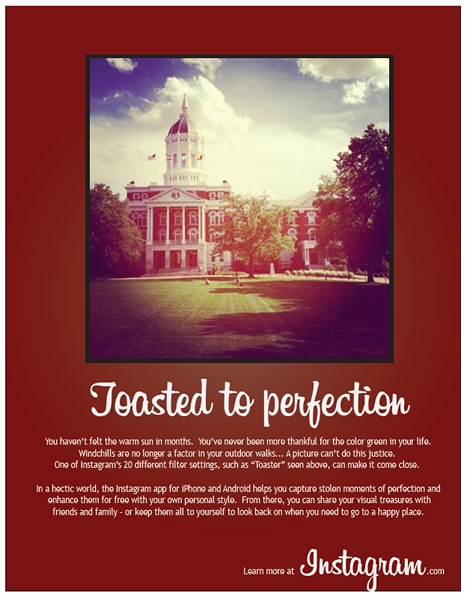 Toasted to perfection
You haven't felt the warm sun in months. You've never been more thankful for the color green in your life.
Windchills are no longer a factor in your outdoor walks... A picture can't do this justice.
One of Instagram's 20 different filter settings, such as "Toaster" seen above, can make it come close.
In a hectic world, the Instagram app for iPhone and Android helps you capture stolen moments of perfection and
enhance them for free with your own personal style. From there, you can share your visual treasures with
friends and family - or keep them all to yourself to look back on when you need to go to a happy place.
Learn more at Instagram.com